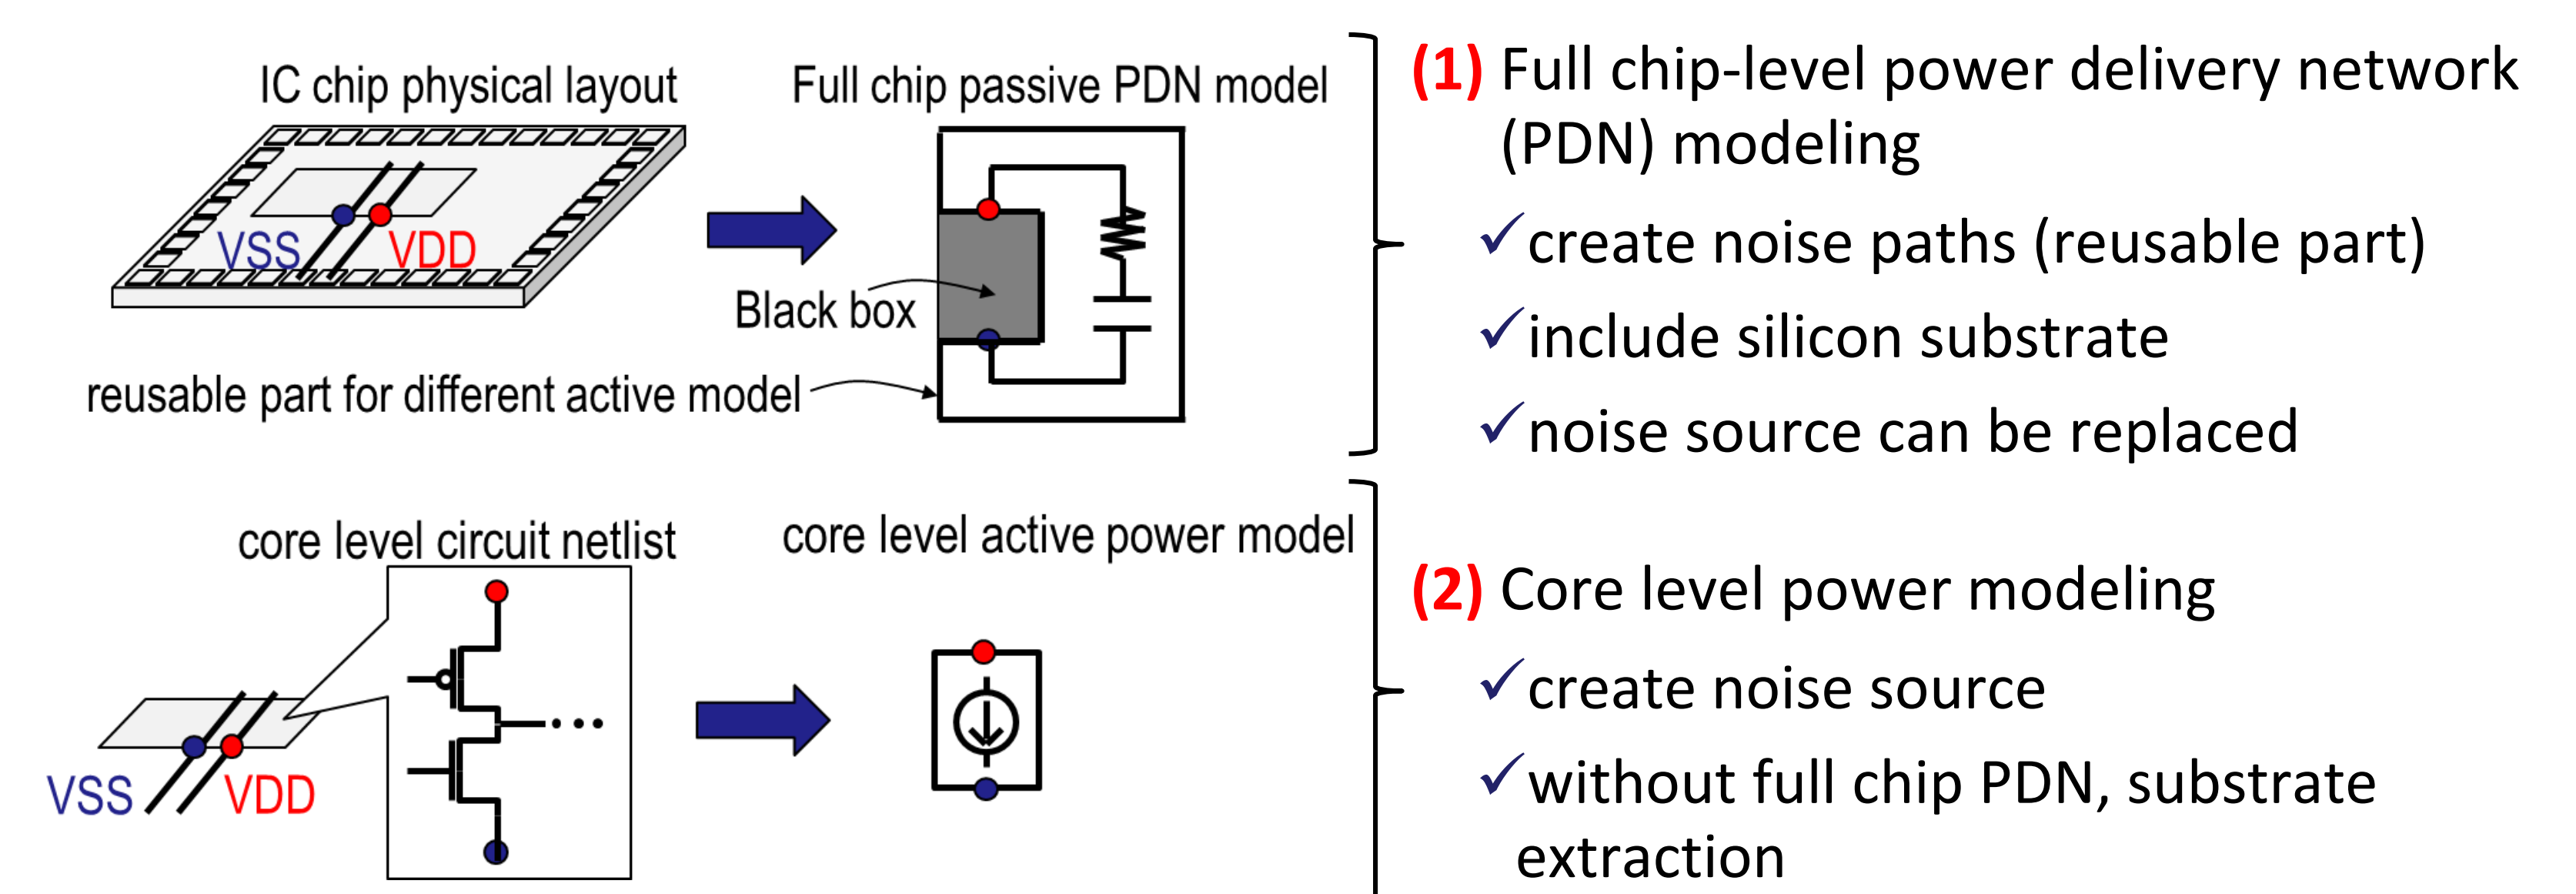 IC chip physical layout
Full chip passive PDN model
VSS
VDD
Black box
reusable part for different active model
(1) Full chip-level power delivery network
(PDN) modeling
✓create noise paths (reusable part)
✓include silicon substrate
✓noise source can be replaced
core level circuit netlist
core level active power model
VSS
VDD
(2) Core level power modeling
✓create noise source
✓without full chip PDN, substrate
extraction